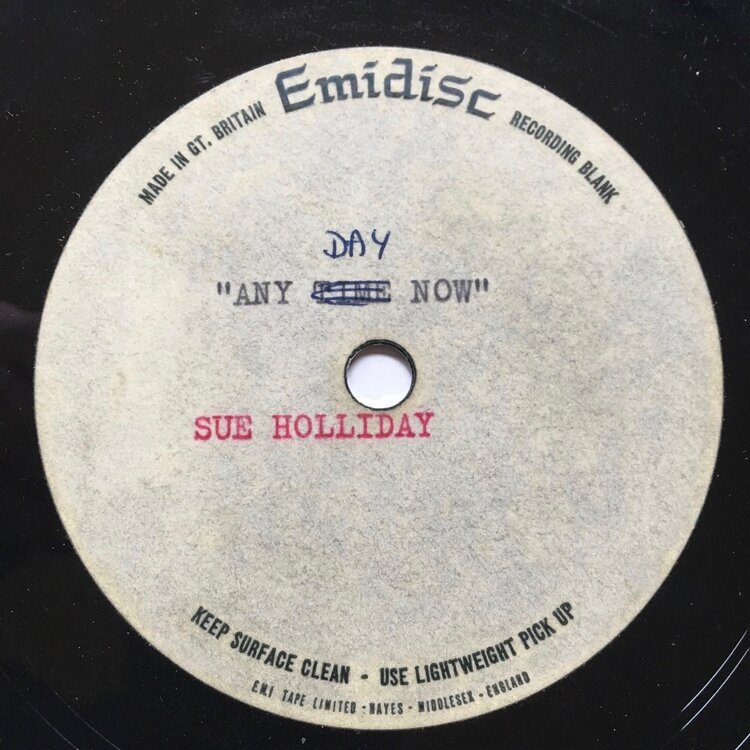 MADE IN GT. BRITAIN Emidisc RECORDING BLANK
DAY
"ANY TIME NOW"
SUE HOLLIDAY
KEEP SURFACE CLEAN - USE LIGHTWEIGHT PICK UP
E.M.I TAPE LIMITED - HAYES - MIDDLESEX - ENGLAND